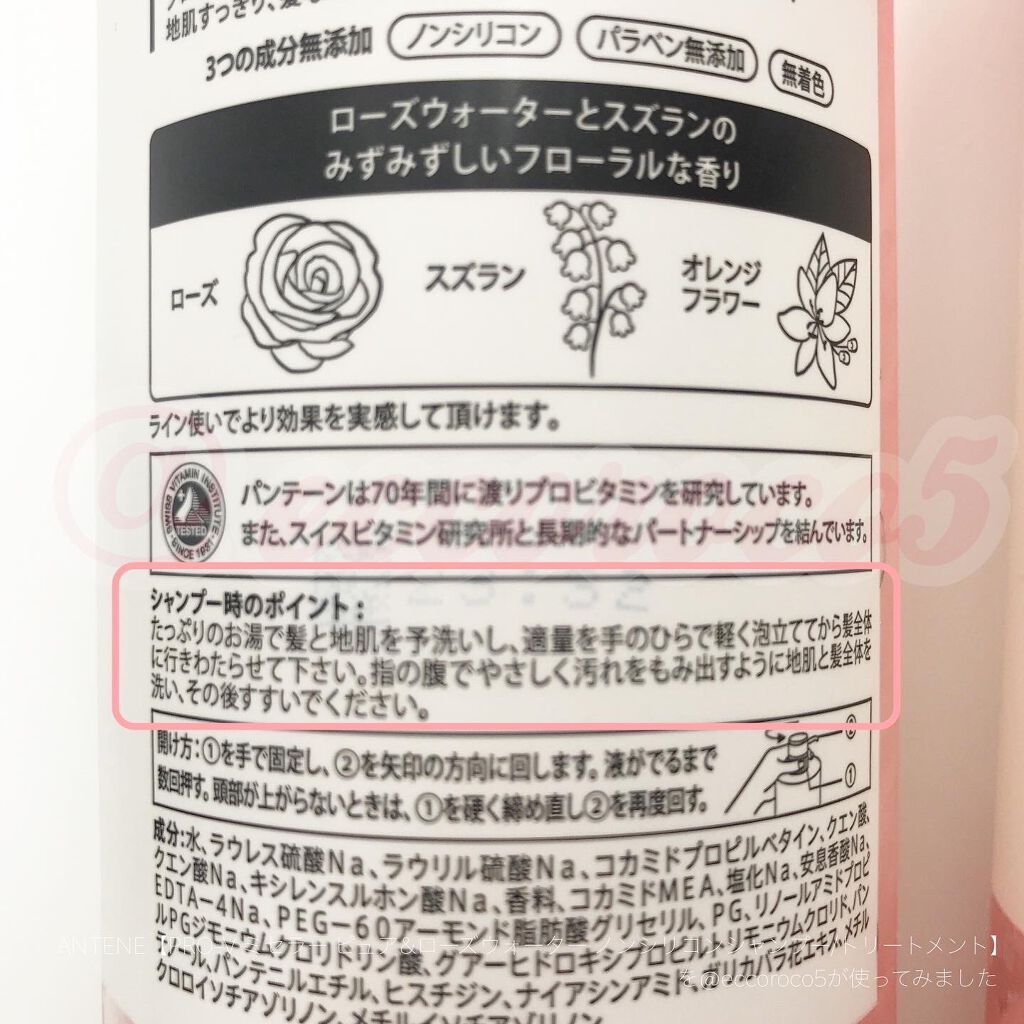 地肌すっきり、髪
3つの成分無添加 ノンシリコン パラベン無添加 無着色
ローズウォーターとスズランの
みずみずしいフローラルな香り
ローズ
スズラン
オレンジ
フラワー
ライン使いでより効果を実感して頂けます。
SWISS VITAMIN INSTITUTE
TESTED
SINCE 1931
パンテーンは70年間に渡りプロビタミンを研究しています。
また、スイスビタミン研究所と長期的なパートナーシップを結んでいます。
@eccoroco5
シャンプー時のポイント:
たっぷりのお湯で髪と地肌を予洗いし、適量を手のひらで軽く泡立ててから髪全体
に行きわたらせて下さい。指の腹でやさしく汚れをもみ出すように地肌と髪全体を
洗い、その後すすいでください。
開け方:①を手で固定し、②を矢印の方向に回します。液がでるまで
数回押す。頭部が上がらないときは、①を硬く締め直し②を再度回す。
②
①
成分:水、ラウレス硫酸Na、ラウリル硫酸Na、コカミドプロピルベタイン、クエン酸、
クエン酸Na、キシレンスルホン酸Na、香料、コカミドMEA、塩化Na、安息香酸Na、
EDTA-4Na、PEG-60アーモンド脂肪酸グリセリル、PG、リノールアミドプロピ
ルPGジモニウムクロリドリン酸、グアーヒドロキシプロピルトリモニウムクロリド、パン
テノール、パンテニルエチル、ヒスチジン、ナイアシンアミド、ダリカバラ花エキス、メチル
クロロイソチアゾリノン、メチルイソチアゾリノン
を@eccoroco5が使ってみました